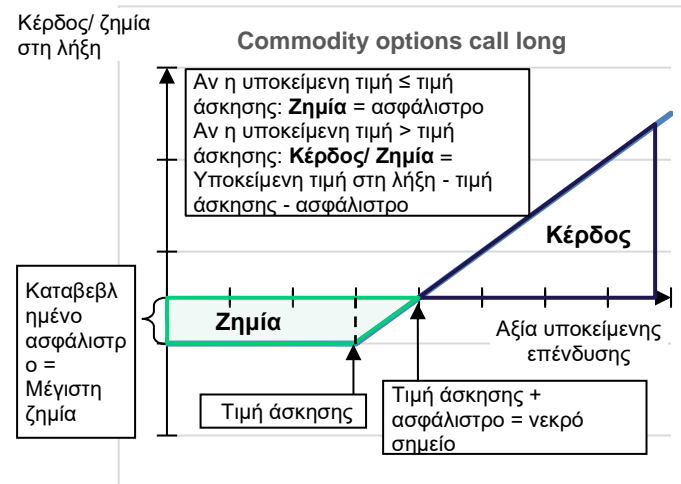 Κέρδος/ ζημία
στη λήξη
Commodity options call long
Αν η υποκείμενη τιμή ≤ τιμή
άσκησης: Ζημία = ασφάλιστρο
Αν η υποκείμενη τιμή > τιμή
άσκησης: Κέρδος/ Ζημία =
Υποκείμενη τιμή στη λήξη - τιμή
άσκησης - ασφάλιστρο
Κέρδος
Καταβεβλ
ημένο
ασφάλιστρ
ο =
Μέγιστη
ζημία
Ζημία
Αξία υποκείμενης
επένδυσης
Τιμή άσκησης
Τιμή άσκησης +
ασφάλιστρο = νεκρό
σημείο